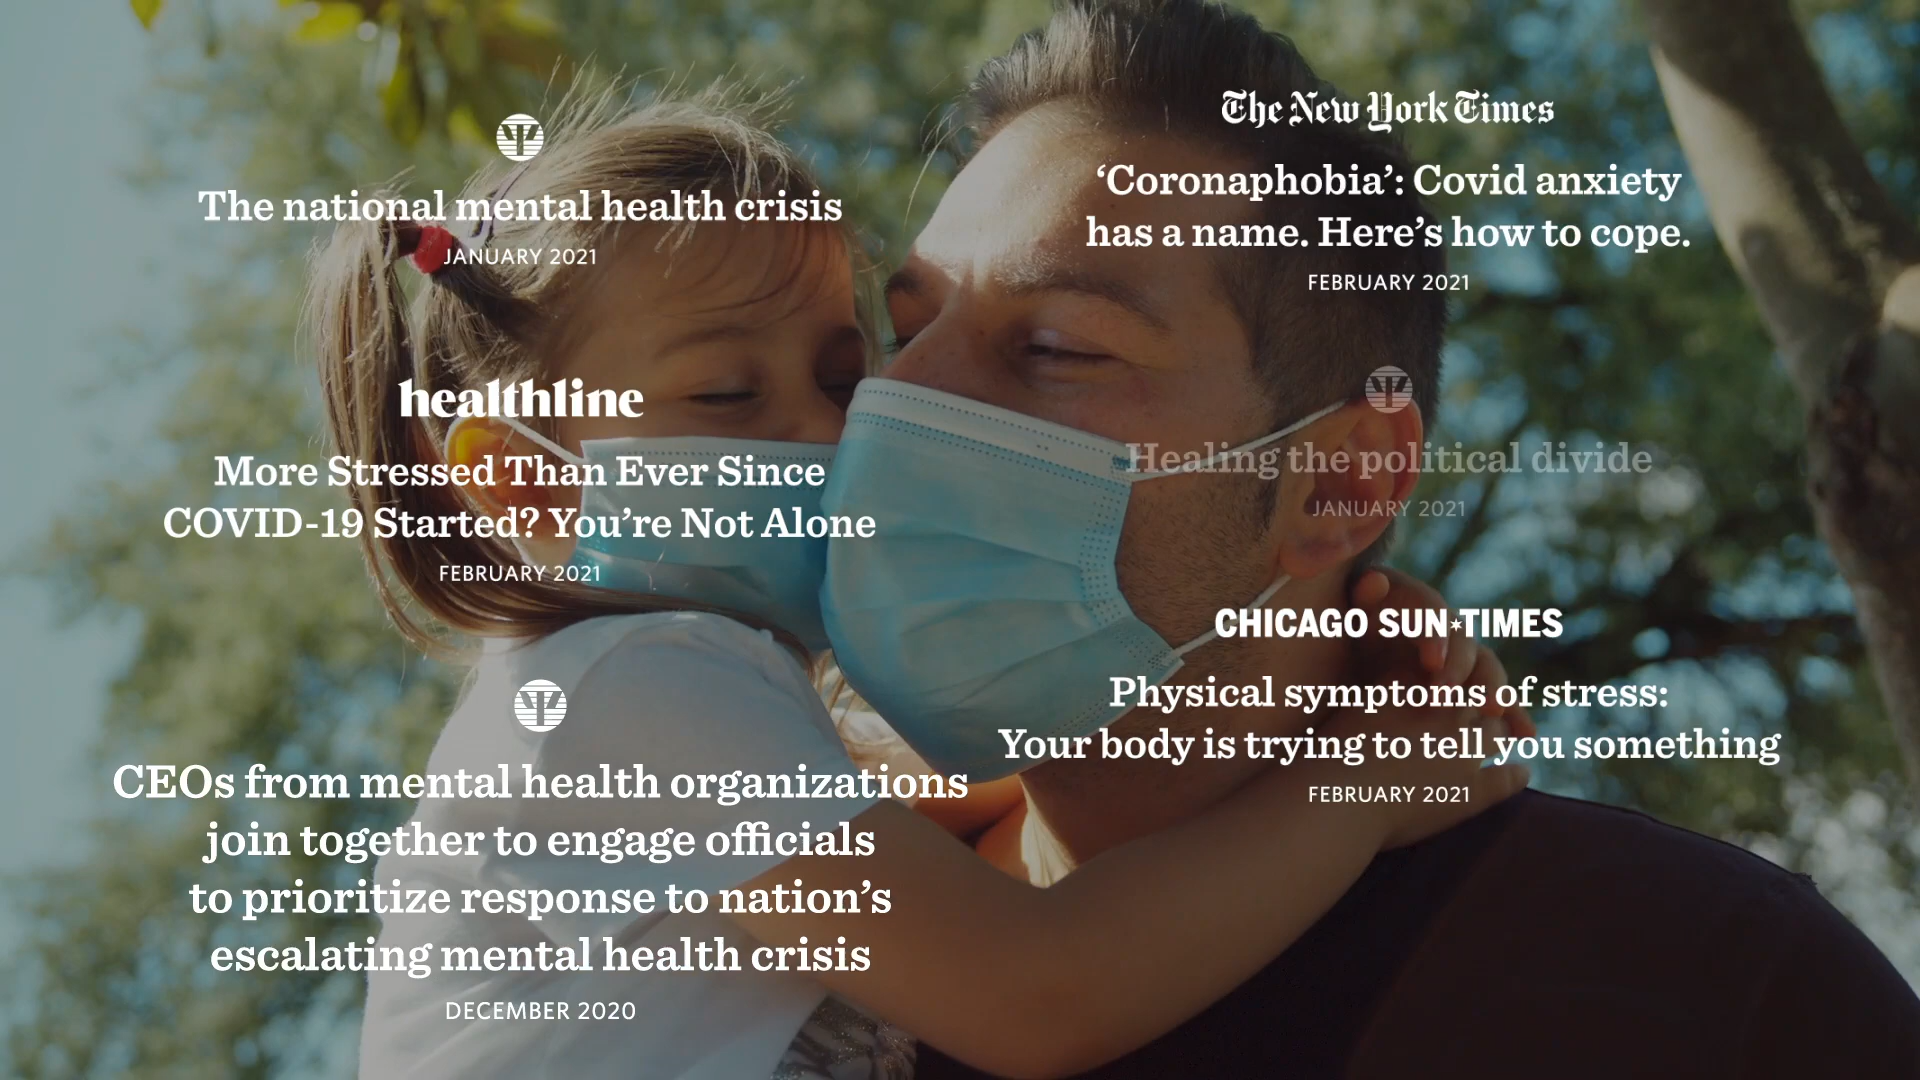 The national mental health crisis
JANUARY 2021
healthline
More Stressed Than Ever Since
COVID-19 Started? You’re Not Alone
FEBRUARY 2021
CEOs from mental health organizations
join together to engage officials
to prioritize response to nation’s
escalating mental health crisis
DECEMBER 2020
The New York Times
‘Coronaphobia’: Covid anxiety
has a name. Here’s how to cope.
FEBRUARY 2021
Healing the political divide
JANUARY 2021
CHICAGO SUN★TIMES
Physical symptoms of stress:
Your body is trying to tell you something
FEBRUARY 2021